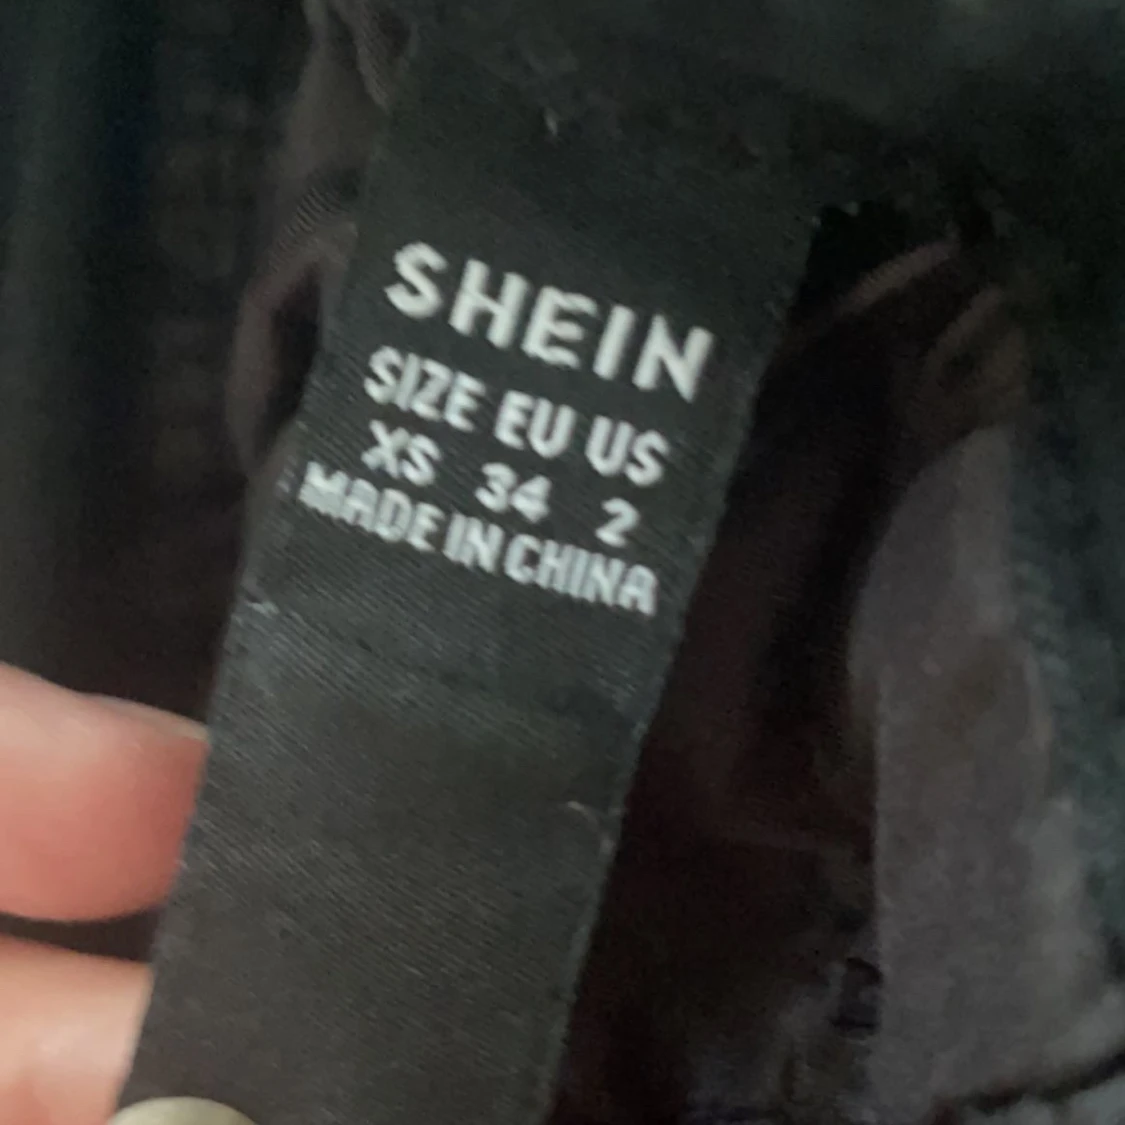 SHEIN
SIZE EU US
XS 34 2
MADE IN CHINA